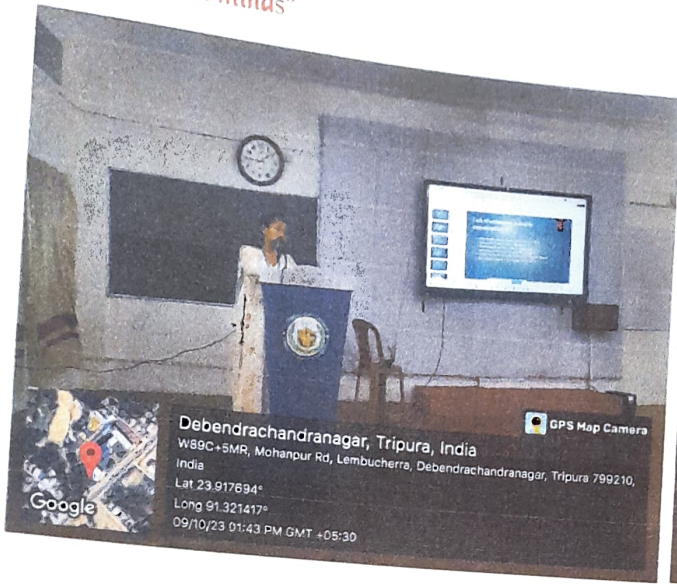 minds"
GPS Map Camera
Debendrachandranagar, Tripura, India
W89C+5MR, Mohanpur Rd, Lembucherra, Debendrachandranagar, Tripura 799210,
India
Lat 23.917694°
Long 91.321417°
09/10/23 01:43 PM GMT +05:30
Google